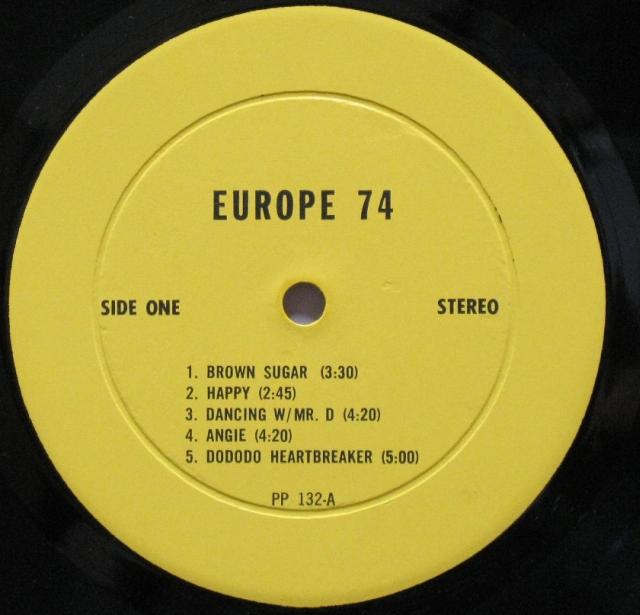 EUROPE 74
SIDE ONE STEREO
1. BROWN SUGAR (3:30)
2. HAPPY (2:45)
3. DANCING W/MR. D (4:20)
4. ANGIE (4:20)
5. DODODO HEARTBREAKER (5:00)
PP 132-A